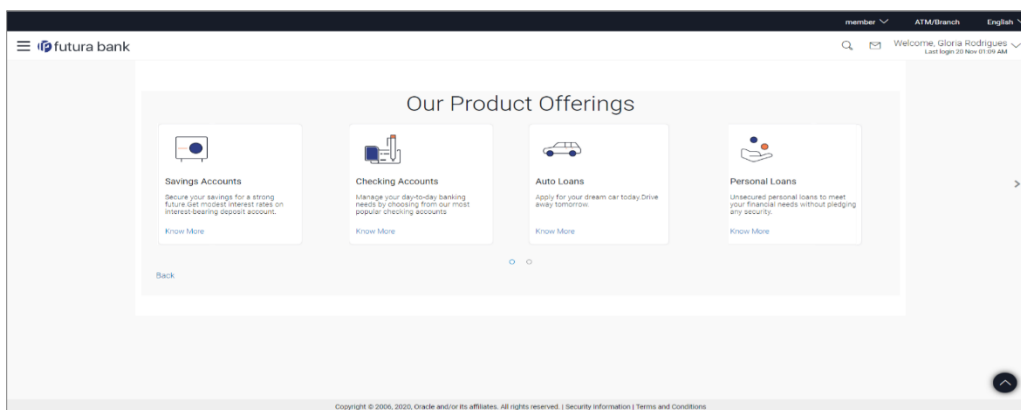 member ATM/Branch English
futura bank
Welcome, Gloria Rodrigues
Last login 20 Nov 01:09 AM
Our Product Offerings
Savings Accounts
Secure your savings for a strong
future.Get modest interest rates on
interest-bearing deposit account.
Know More
Checking Accounts
Manage your day-to-day banking
needs by choosing from our most
popular checking accounts
Know More
Auto Loans
Apply for your dream car today.Drive
away tomorrow.
Know More
Personal Loans
Unsecured personal loans to meet
your financial needs without pledging
any security.
Know More
Back
Copyright © 2006, 2020, Oracle and/or its affiliates. All rights reserved. | Security Information | Terms and Conditions